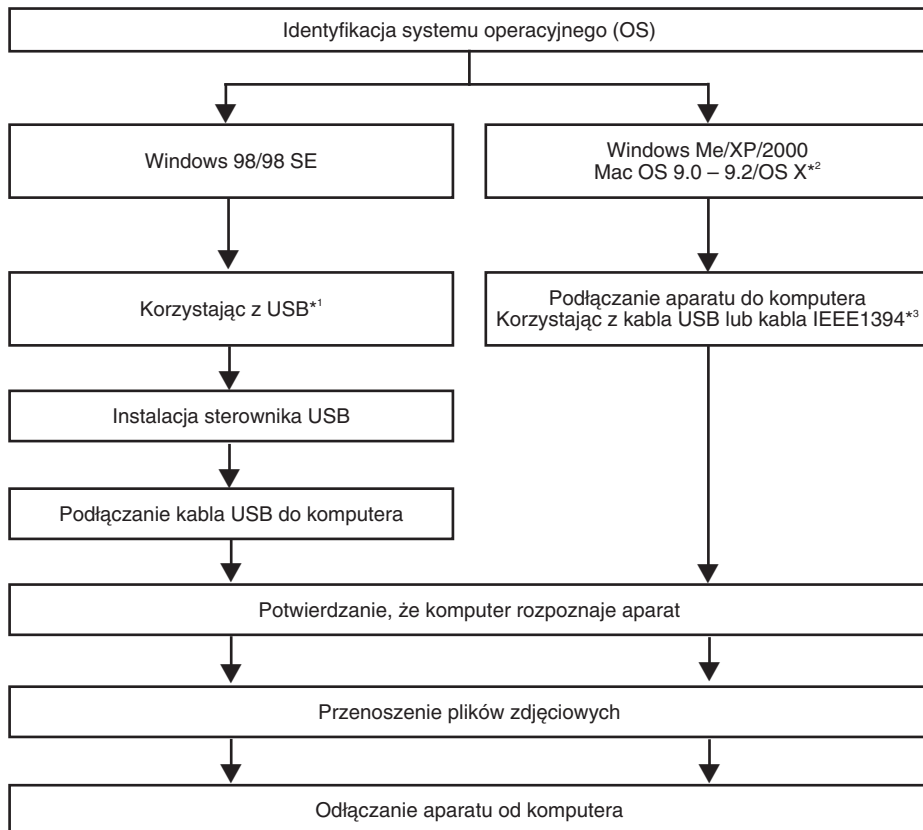 Identyfikacja systemu operacyjnego (OS)
Windows 98/98 SE
Windows Me/XP/2000
Mac OS 9.0 – 9.2/OS X*2
Korzystając z USB*1
Podłączanie aparatu do komputera
Korzystając z kabla USB lub kabla IEEE1394*3
Instalacja sterownika USB
Podłączanie kabla USB do komputera
Potwierdzanie, że komputer rozpoznaje aparat
Przenoszenie plików zdjęciowych
Odłączanie aparatu od komputera